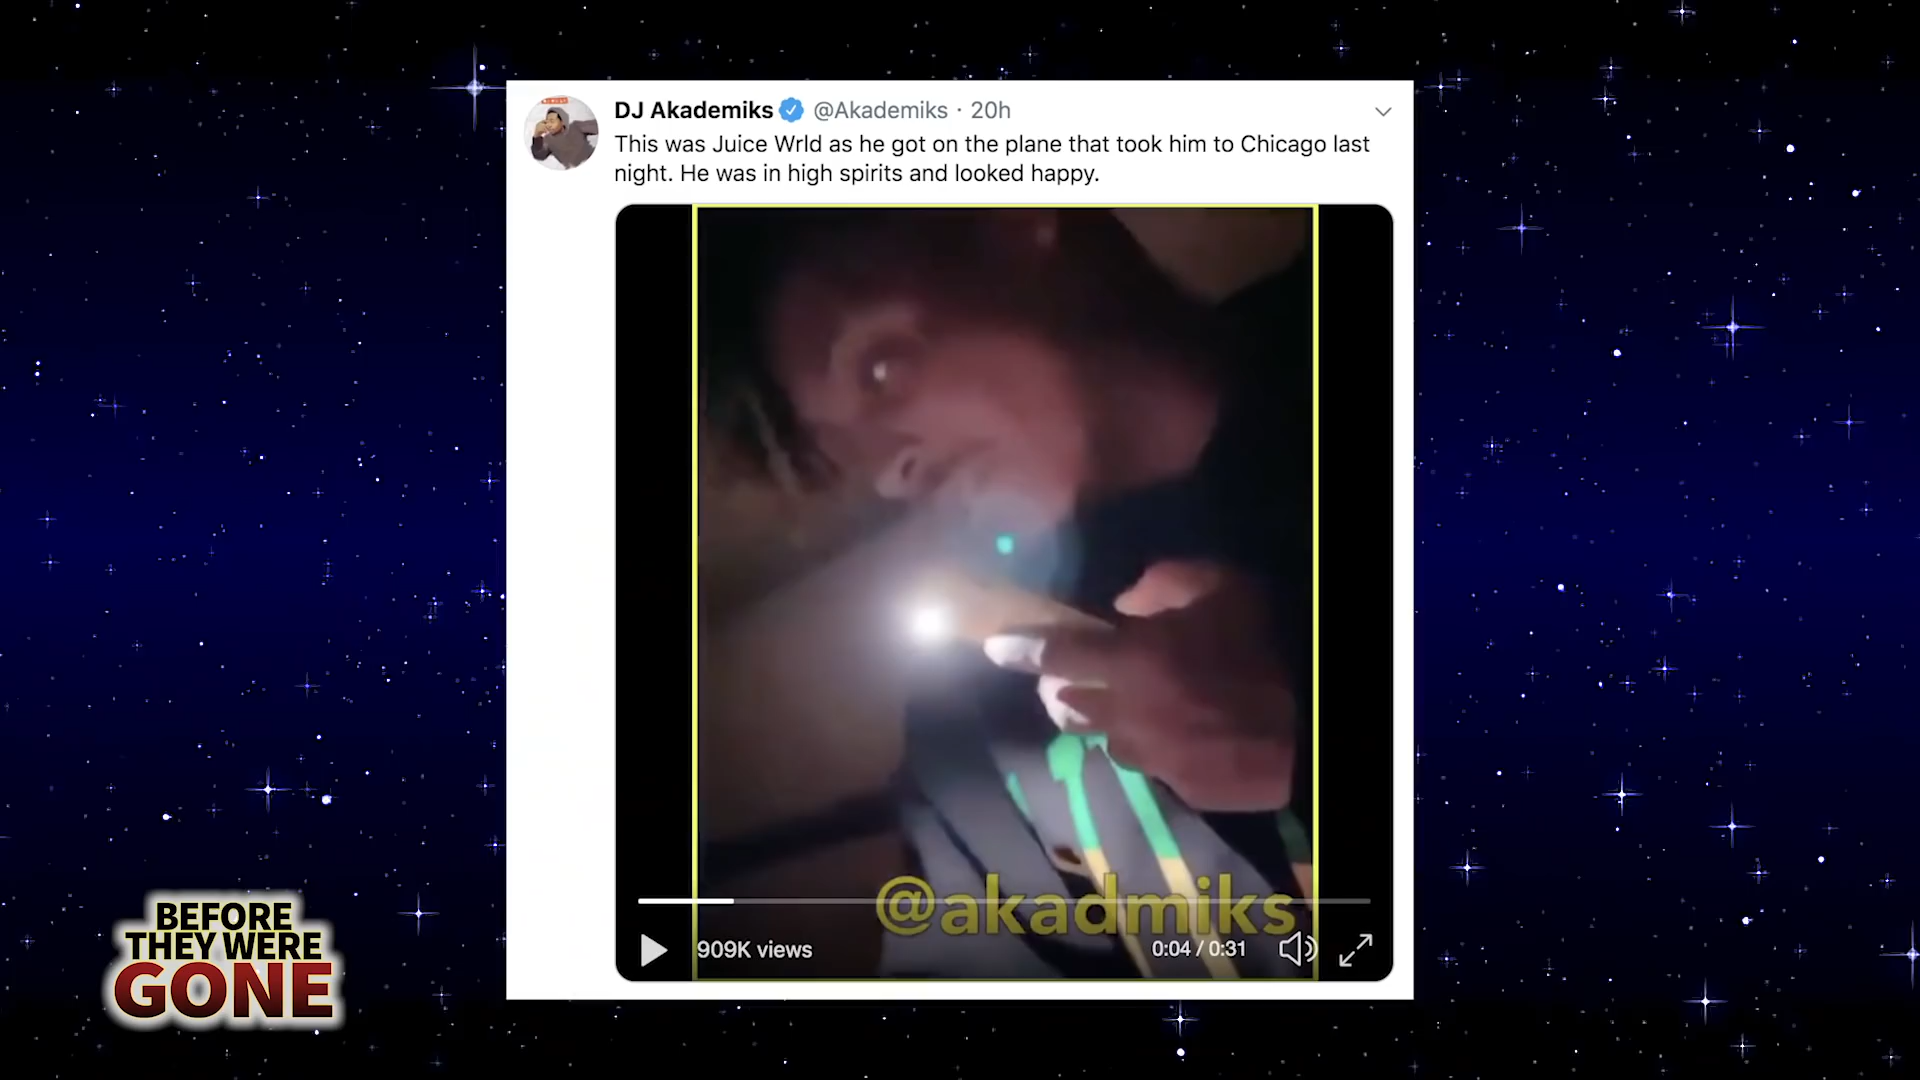 DJ Akademiks @Akademiks · 20h
This was Juice Wrld as he got on the plane that took him to Chicago last
night. He was in high spirits and looked happy.
@akadmiks
909K views
0:04 / 0:31
BEFORE
THEY WERE
GONE